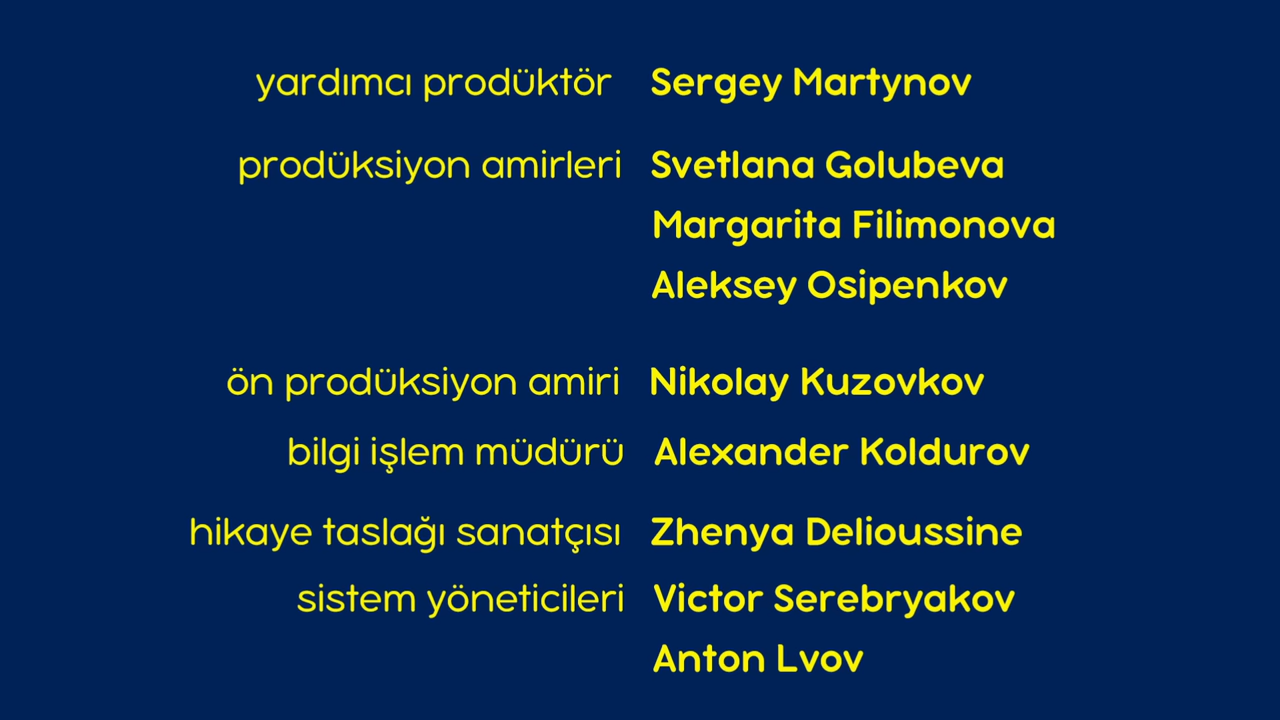 yardımcı prodüktör Sergey Martynov
prodüksiyon amirleri Svetlana Golubeva
Margarita Filimonova
Aleksey Osipenkov
ön prodüksiyon amiri Nikolay Kuzovkov
bilgi işlem müdürü Alexander Koldurov
hikaye taslağı sanatçısı Zhenya Delioussine
sistem yöneticileri Victor Serebryakov
Anton Lvov